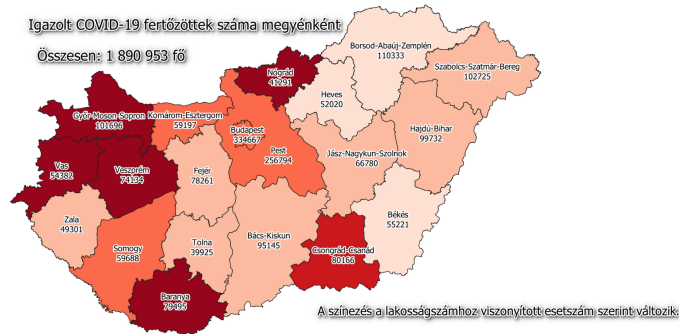 Igazolt COVID-19 fertőzöttek száma megyénként
Összesen: 1 890 953 fő
Borsod-Abaúj-Zemplén
110333
Szabolcs-Szatmár-Bereg
102725
Nógrád
41291
Heves
52020
Győr-Moson-Sopron
101696
Komárom-Esztergom
59197
Budapest
334667
Pest
256794
Hajdú-Bihar
99732
Jász-Nagykun-Szolnok
66780
Vas
54382
Veszprém
74134
Fejér
78261
Zala
49301
Somogy
59688
Tolna
39925
Bács-Kiskun
95145
Békés
55221
Csongrád-Csanád
80166
Baranya
79495
A színezés a lakosságszámhoz viszonyított esetszám szerint változik.